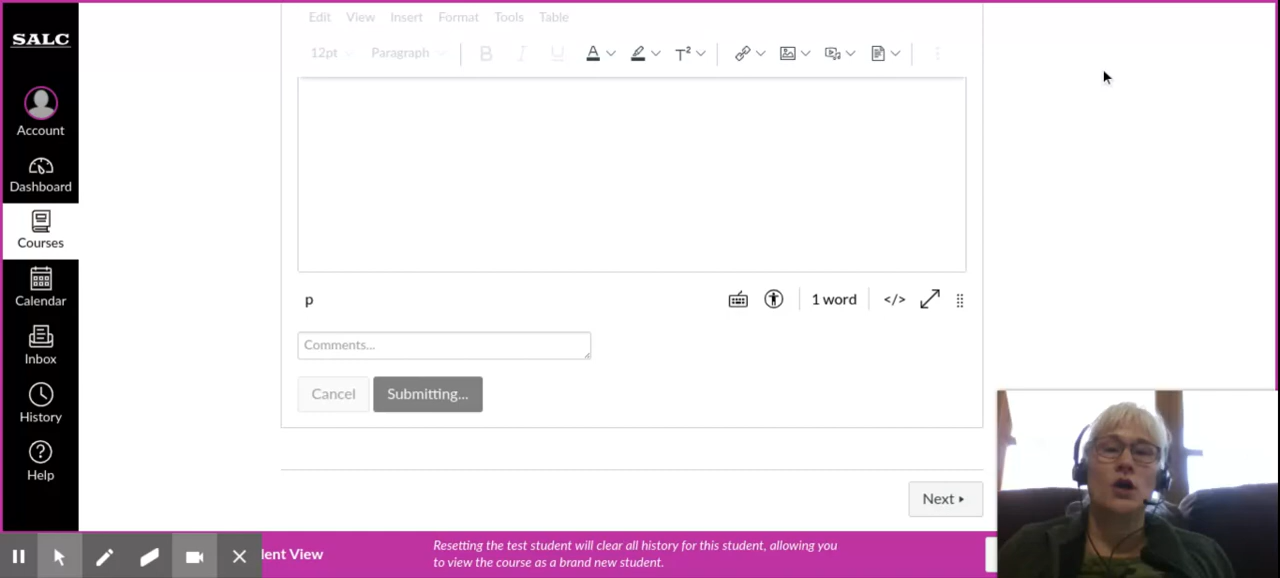 SALC
Account
Dashboard
Courses
Calendar
Inbox
History
Help
Edit View Insert Format Tools Table
12pt Paragraph B I U A T²
p
1 word </>
Comments...
Cancel Submitting...
Next
lent View
Resetting the test student will clear all history for this student, allowing you
to view the course as a brand new student.